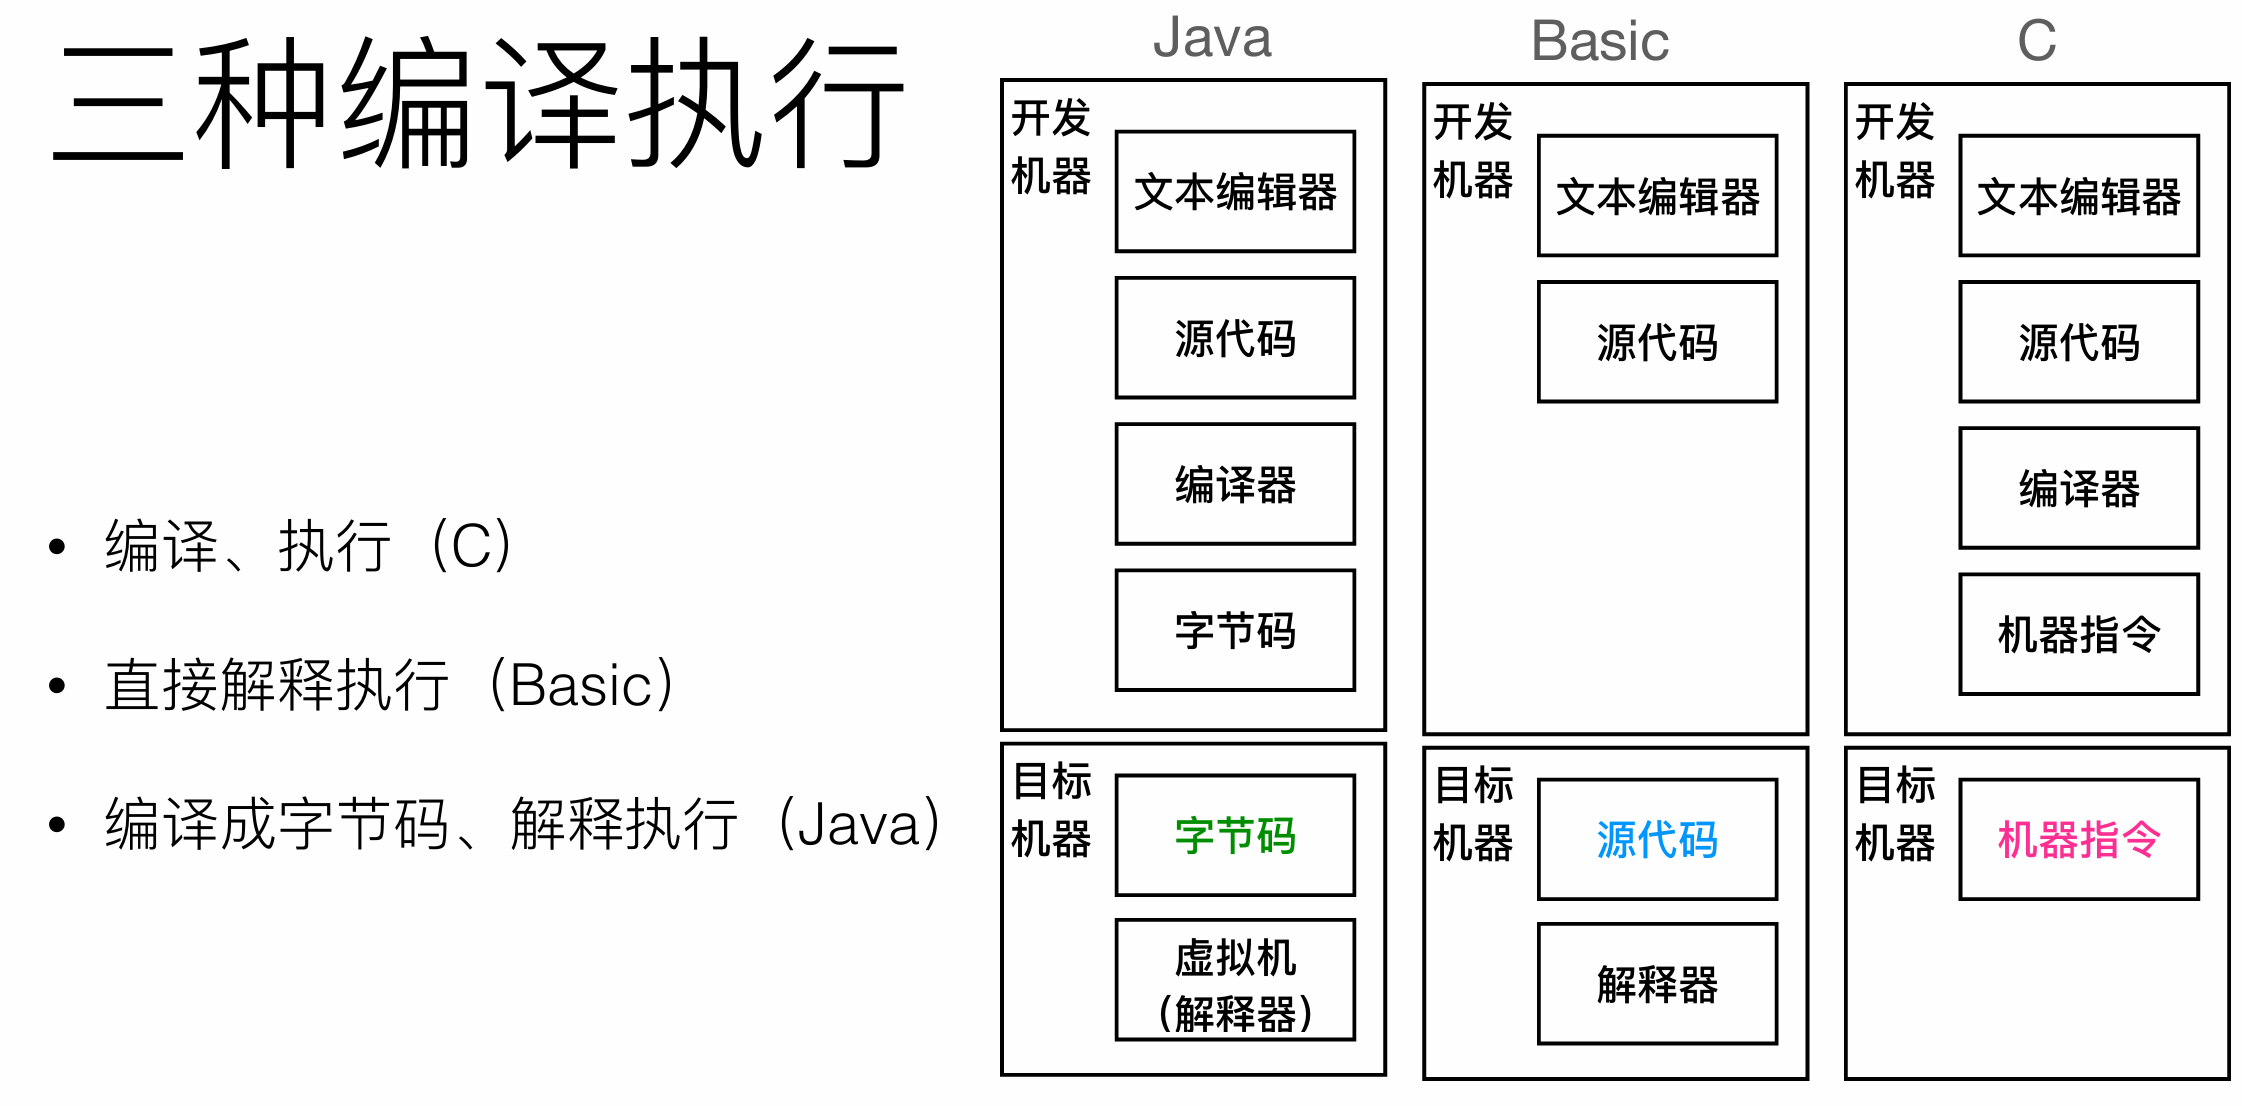 三种编译执行
• 编译、执行（C）
• 直接解释执行（Basic）
• 编译成字节码、解释执行（Java）
Java
开发
机器
文本编辑器
源代码
编译器
字节码
目标
机器
字节码
虚拟机
（解释器）
Basic
开发
机器
文本编辑器
源代码
目标
机器
源代码
解释器
C
开发
机器
文本编辑器
源代码
编译器
机器指令
目标
机器
机器指令